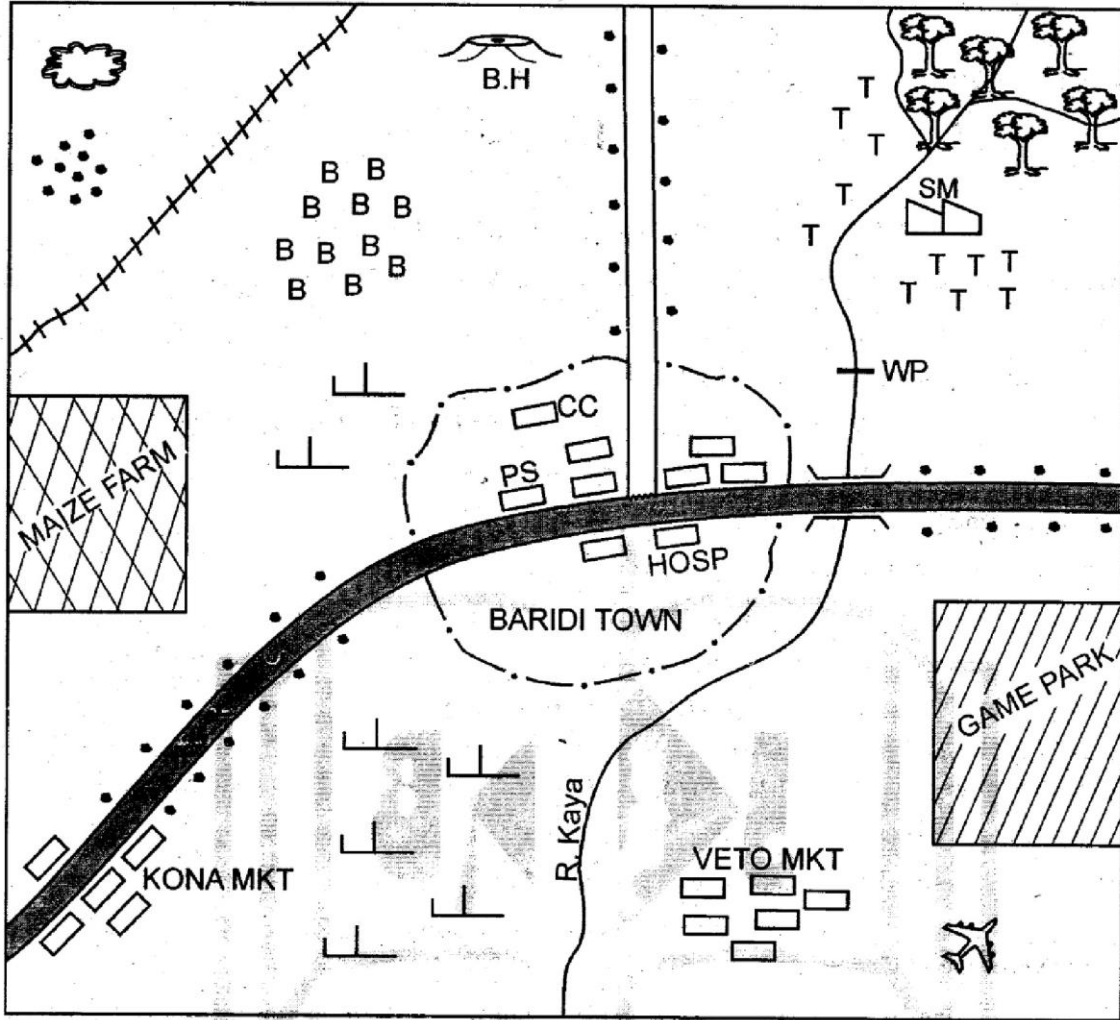 B.H
B B
B B B
B B B
B B B
T
T
T
T
T
SM
T T T
T T T
WP
CC
PS
MAIZE FARM
HOSP
BARIDI TOWN
GAME PARK
R. Kaya
KONA MKT
VETO MKT